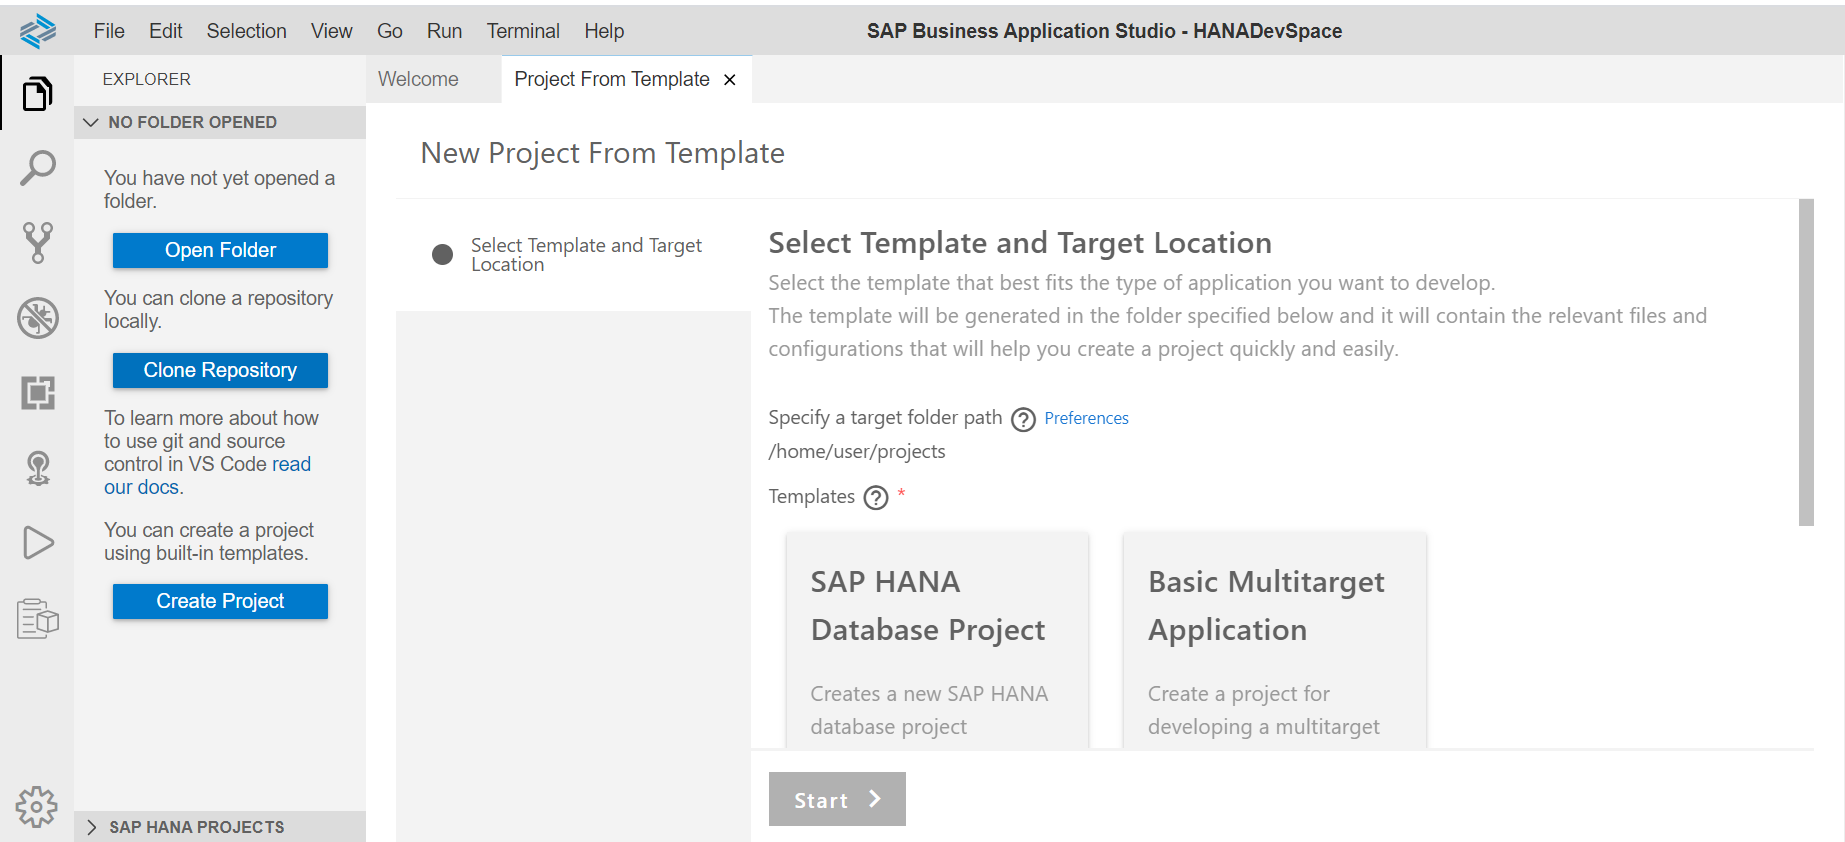 File Edit Selection View Go Run Terminal Help
SAP Business Application Studio - HANADevSpace
EXPLORER
NO FOLDER OPENED
You have not yet opened a
folder.
Open Folder
You can clone a repository
locally.
Clone Repository
To learn more about how
to use git and source
control in VS Code read
our docs.
You can create a project
using built-in templates.
Create Project
SAP HANA PROJECTS
Welcome
Project From Template ×
New Project From Template
Select Template and Target
Location
Select Template and Target Location
Select the template that best fits the type of application you want to develop.
The template will be generated in the folder specified below and it will contain the relevant files and
configurations that will help you create a project quickly and easily.
Specify a target folder path ? Preferences
/home/user/projects
Templates ? *
SAP HANA
Database Project
Creates a new SAP HANA
database project
Basic Multitarget
Application
Create a project for
developing a multitarget
Start